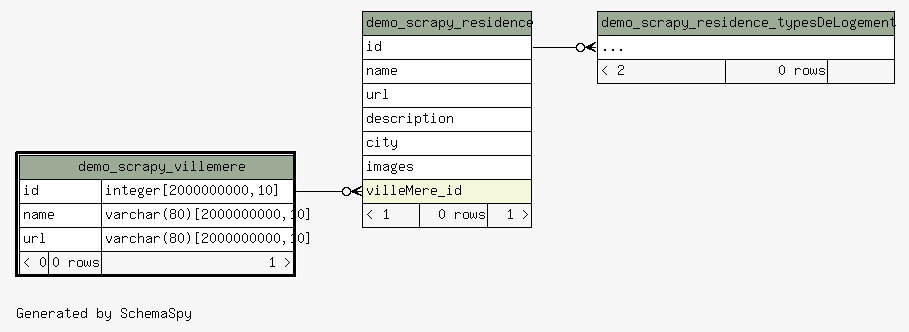 demo_scrapy_residence
id
name
url
description
city
images
villeMere_id
< 1 0 rows 1 >
demo_scrapy_residence_typesDeLogement
...
< 2 0 rows
demo_scrapy_villemere
id integer[2000000000,10]
name varchar(80)[2000000000,10]
url varchar(80)[2000000000,10]
< 0 0 rows 1 >
Generated by SchemaSpy